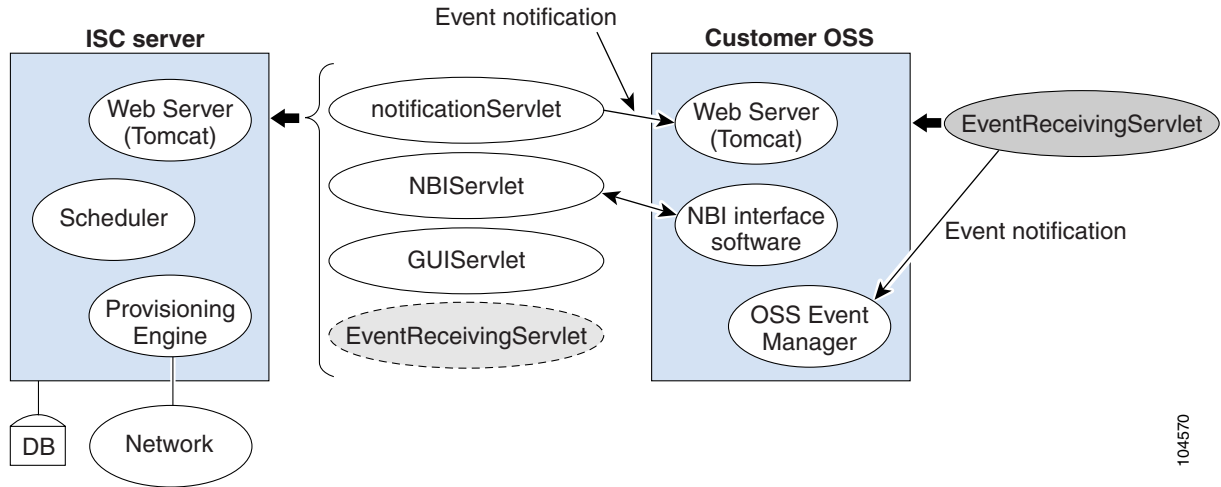 Event notification
ISC server
Customer OSS
Web Server
(Tomcat)
notificationServlet
Web Server
(Tomcat)
EventReceivingServlet
Scheduler
NBIServlet
NBI interface
software
Event notification
GUIServlet
Provisioning
Engine
EventReceivingServlet
OSS Event
Manager
DB
Network
104570